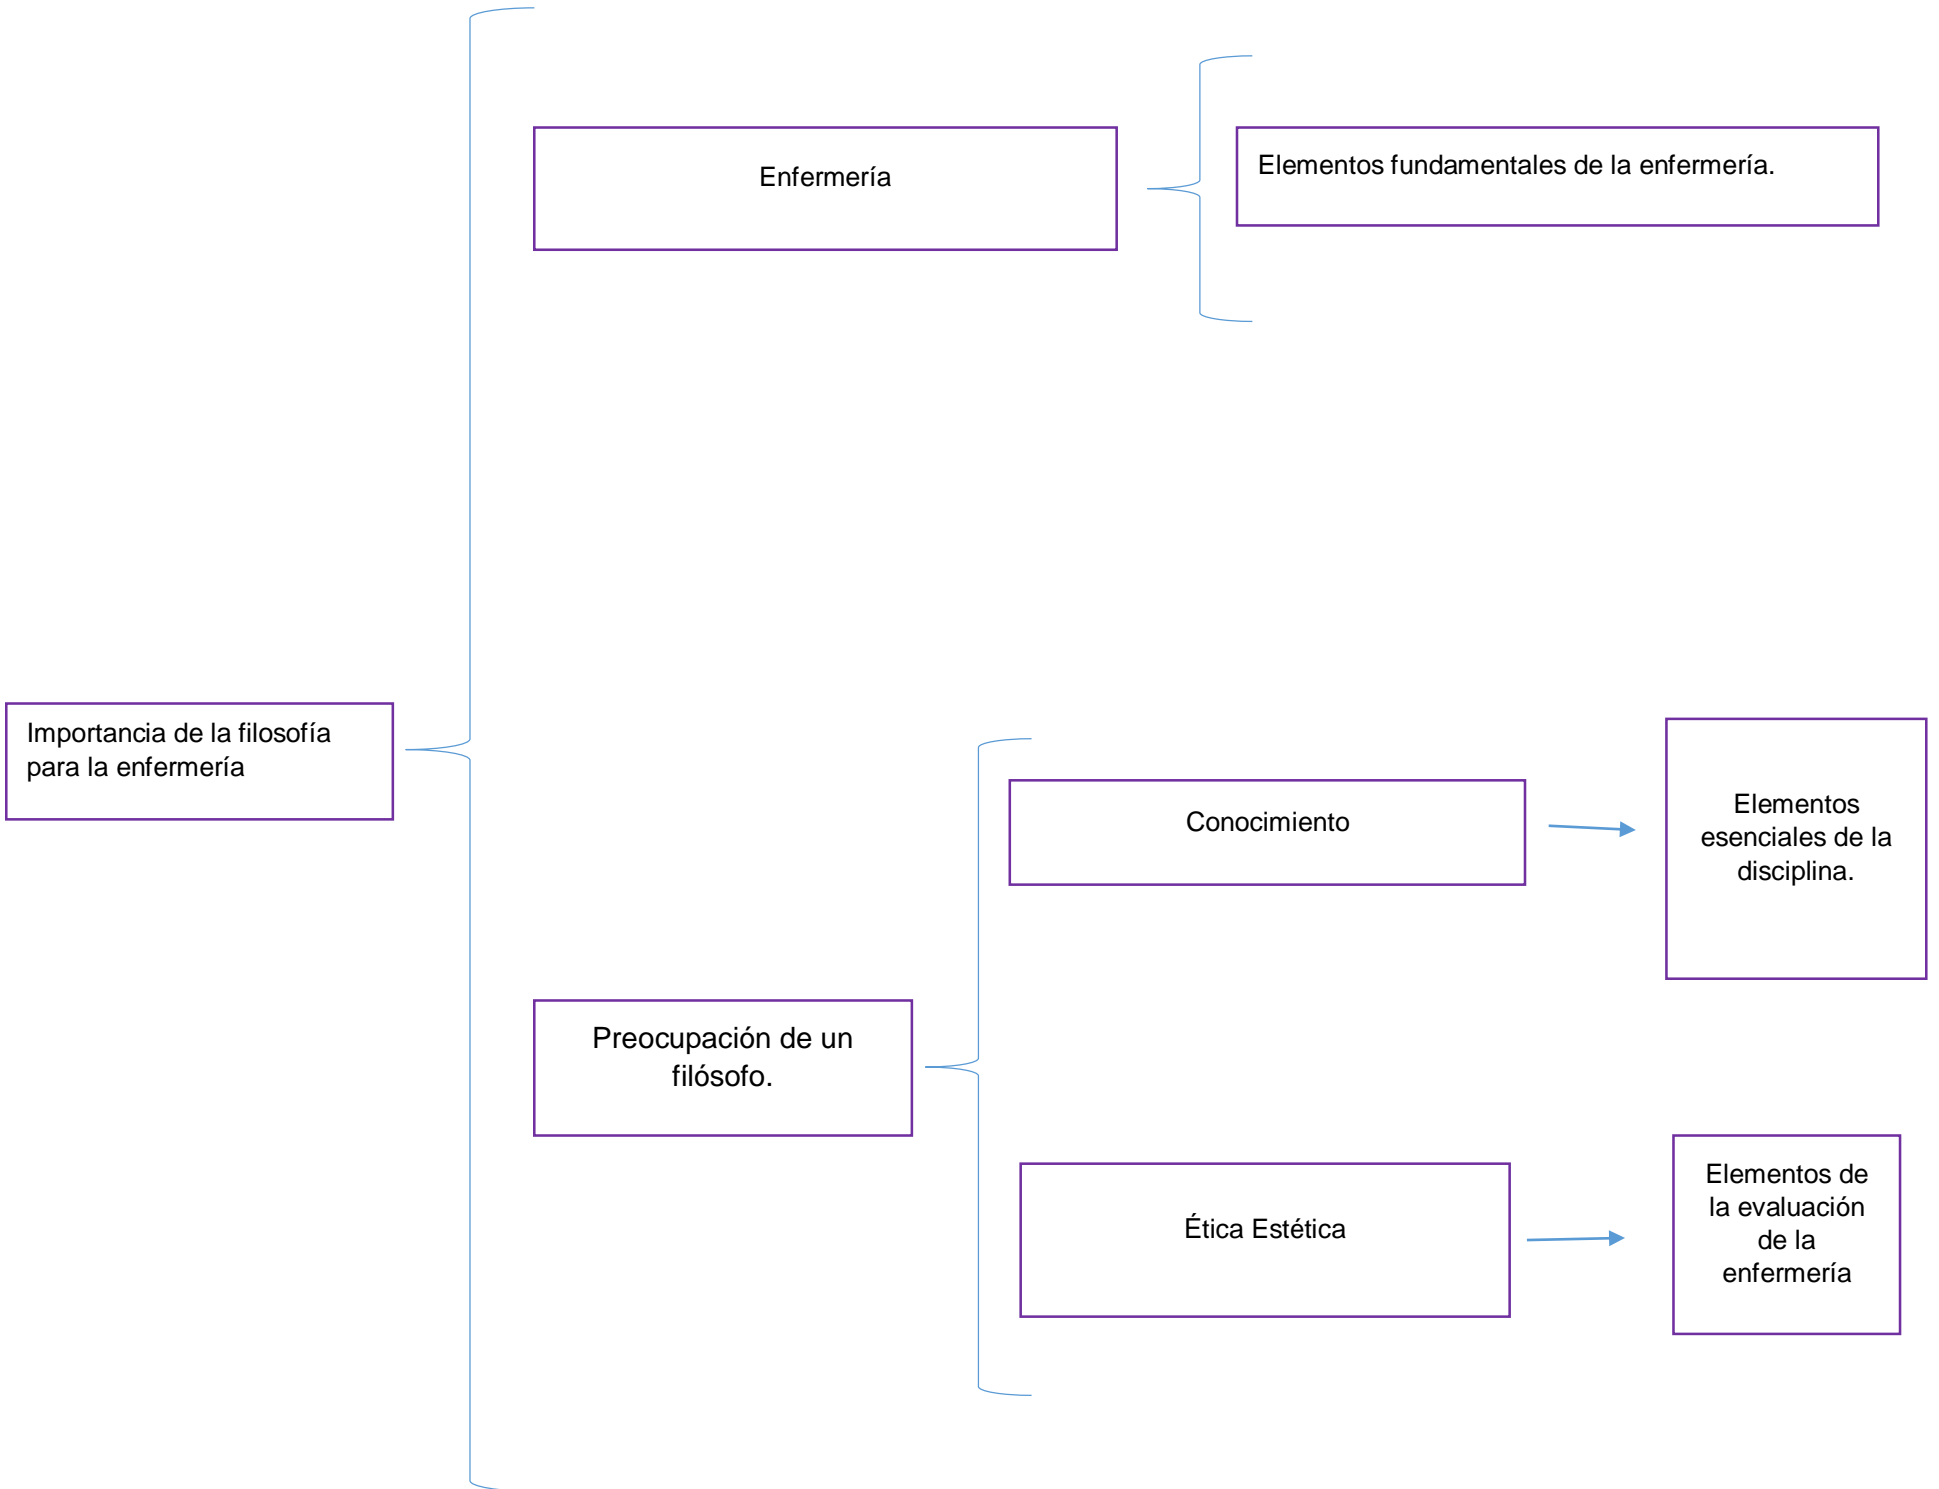 Enfermería
Elementos fundamentales de la enfermería.
Importancia de la filosofía
para la enfermería
Conocimiento
Elementos
esenciales de la
disciplina.
Preocupación de un
filósofo.
Ética Estética
Elementos de
la evaluación
de la
enfermería